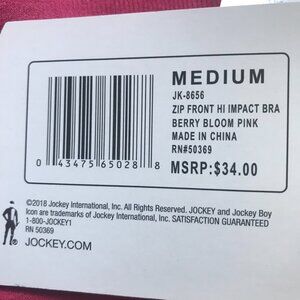 MEDIUM
JK-8656
ZIP FRONT HI IMPACT BRA
BERRY BLOOM PINK
MADE IN CHINA
RN#50369
MSRP:$34.00
0 43475 65028 8
©2018 Jockey International, Inc. All Rights Reserved. JOCKEY and Jockey Boy
Icon are trademarks of Jockey International, Inc. SATISFACTION GUARANTEED
1-800-JOCKEY1
RN 50369
JOCKEY.COM